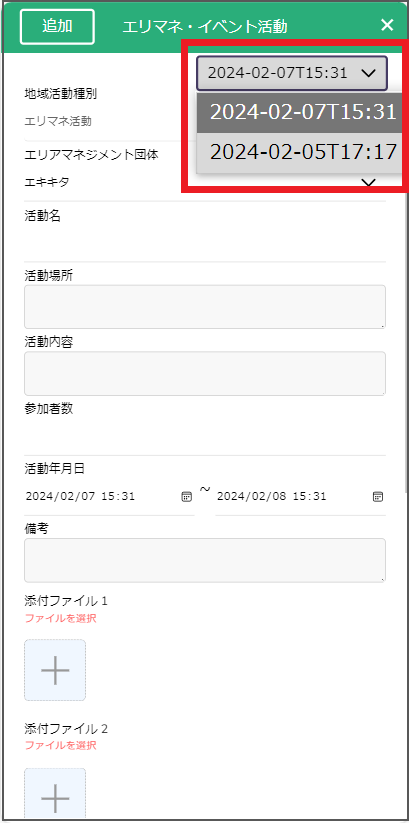 追加
エリマネ・イベント活動
×
2024-02-07T15:31
2024-02-07T15:31
2024-02-05T17:17
地域活動種別
エリマネ活動
エリアマネジメント団体
エキキタ
活動名
活動場所
活動内容
参加者数
活動年月日
2024/02/07 15:31 ~ 2024/02/08 15:31
備考
添付ファイル1
ファイルを選択
添付ファイル2
ファイルを選択